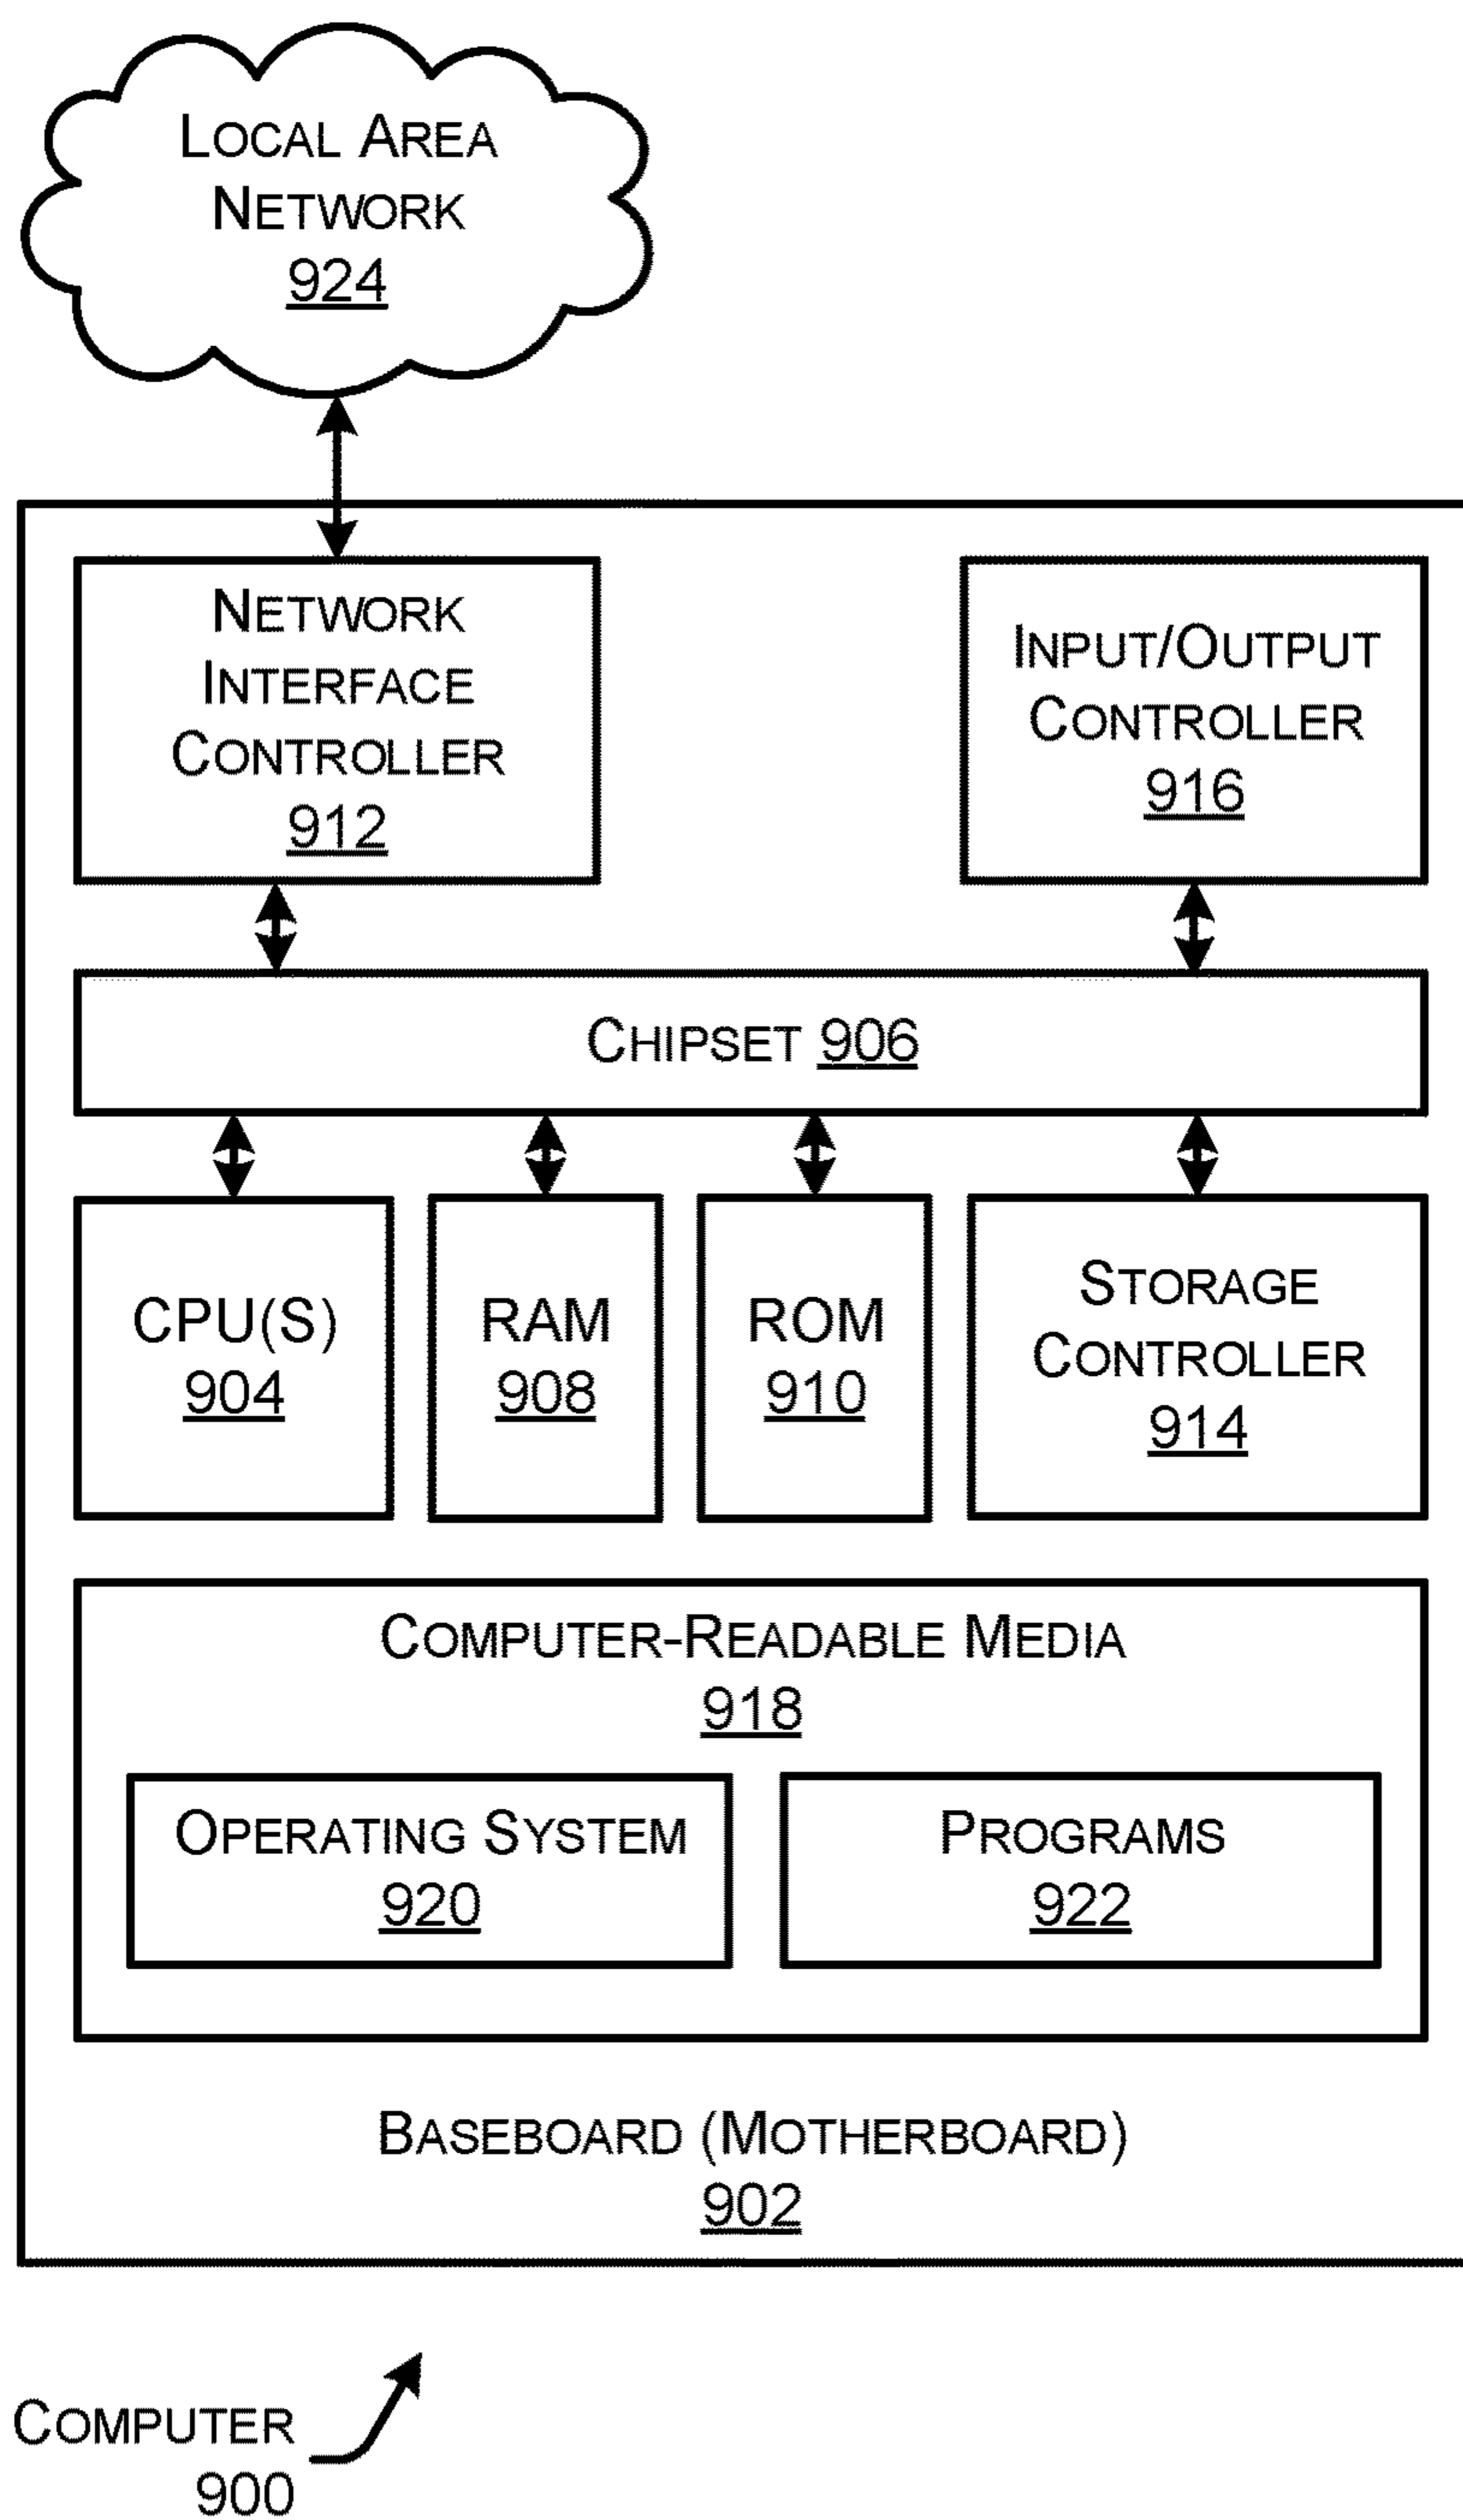 LOCAL AREA
NETWORK
924
NETWORK
INTERFACE
CONTROLLER
912
INPUT/OUTPUT
CONTROLLER
916
CHIPSET 906
CPU(S)
904
RAM
908
ROM
910
STORAGE
CONTROLLER
914
COMPUTER-READABLE MEDIA
918
OPERATING SYSTEM
920
PROGRAMS
922
BASEBOARD (MOTHERBOARD)
902
COMPUTER
900